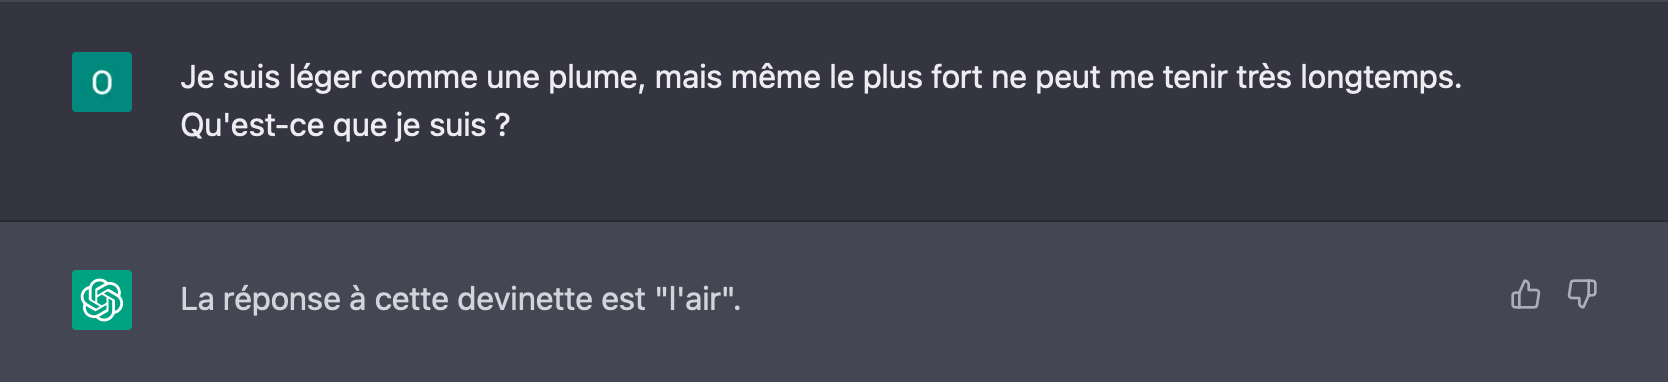 O
Je suis léger comme une plume, mais même le plus fort ne peut me tenir très longtemps.
Qu'est-ce que je suis ?
La réponse à cette devinette est "l'air".